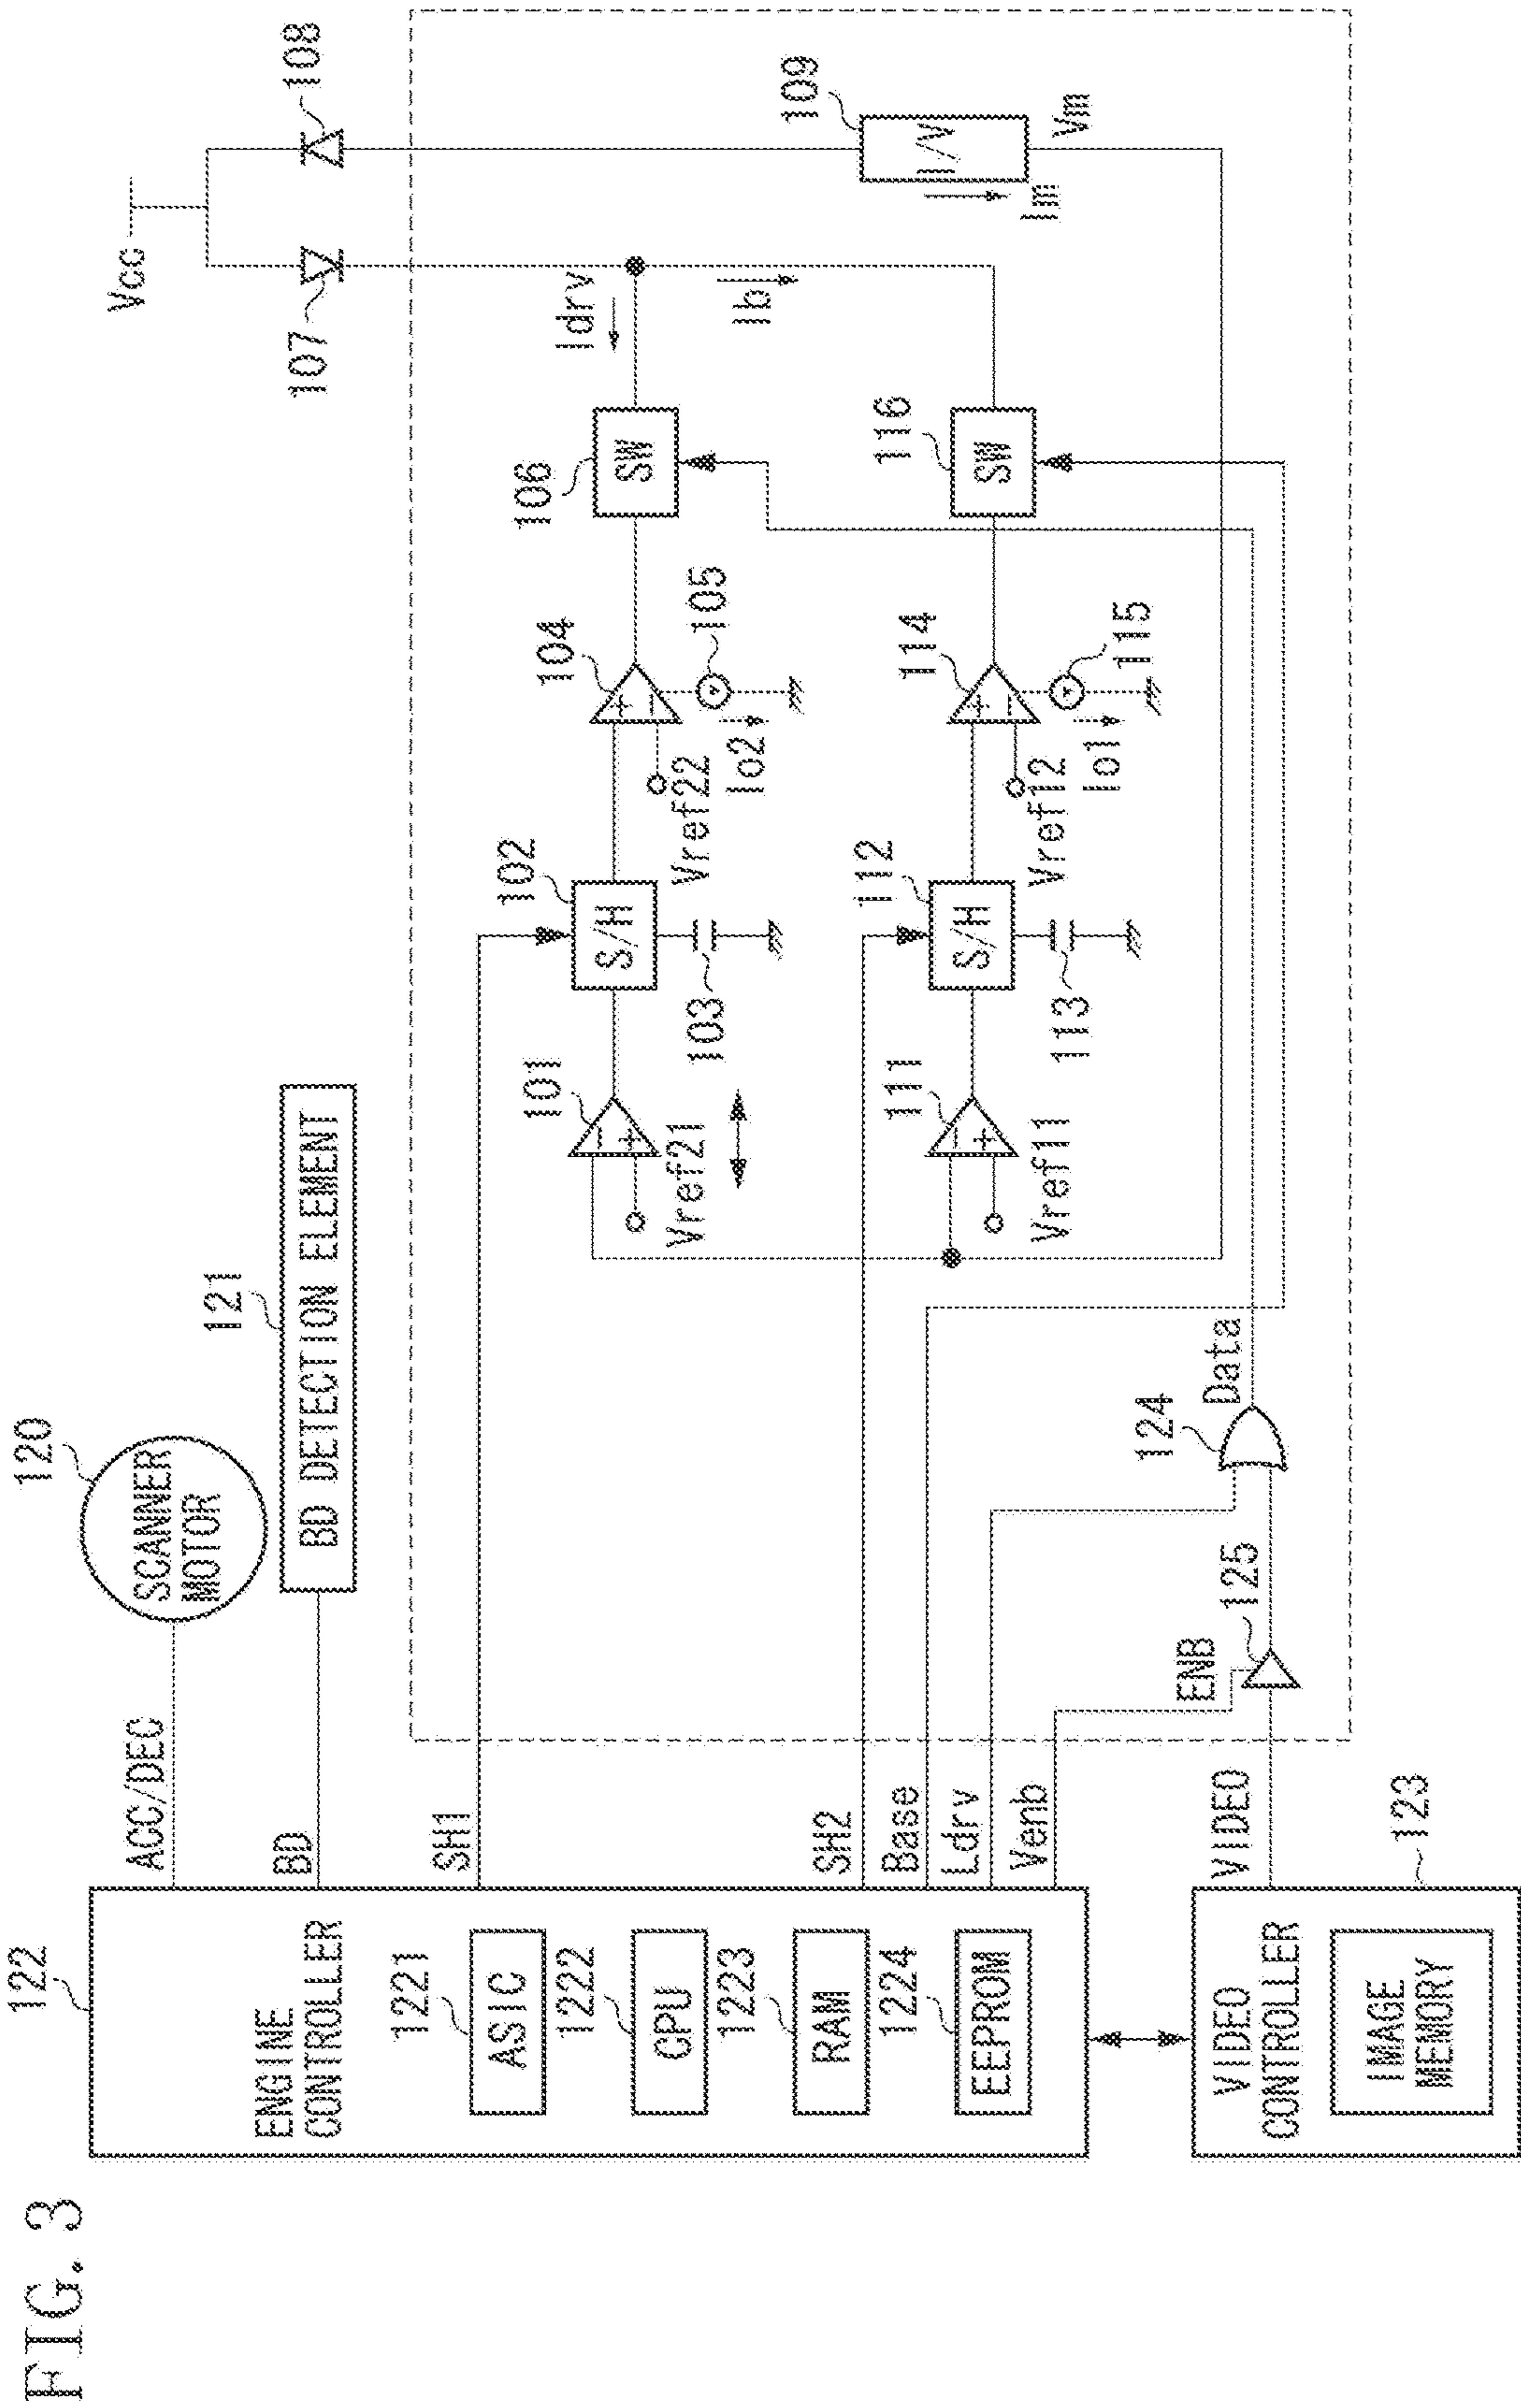 FIG. 3
122
ENGINE
CONTROLLER
1221
ASIC
1222
CPU
1223
RAM
1224
EEPROM
VIDEO
CONTROLLER
IMAGE
MEMORY
123
ACC/DEC
BD
SH1
SH2
Base
Ldrv
Venb
VIDEO
120
SCANNER
MOTOR
121
BD DETECTION ELEMENT
ENB
125
124
Data
101
−
+
Vref21
111
−
+
Vref11
102
S/H
103
112
S/H
113
104
+
−
Vref22
105
Io2
114
+
−
Vref12
115
Io1
106
SW
116
SW
Idrv
Ib
107
108
Vcc
109
I/V
Im
Vm